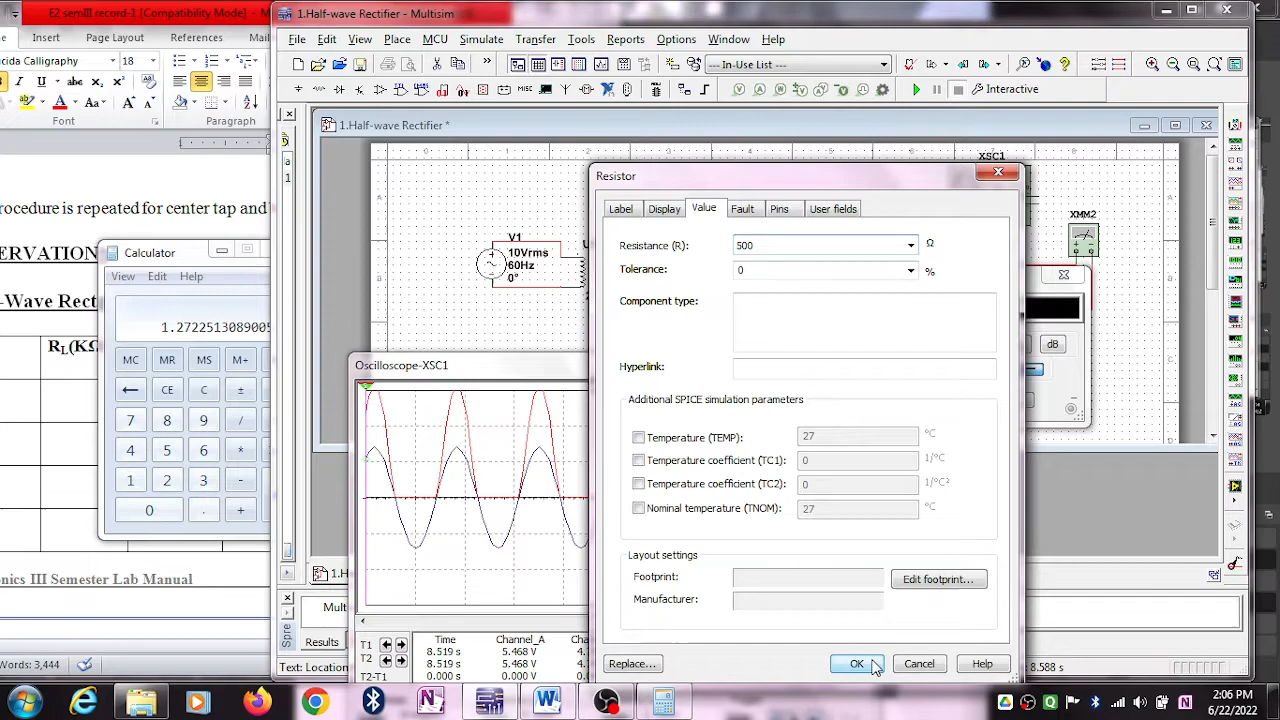 E2 semIII record-1 [Compatibility Mode]
1.Half-wave Rectifier - Multisim
Insert
Page Layout
References
File Edit View Place MCU Simulate Transfer Tools Reports Options Window Help
Calligraphy
18
---In-Use List---
Interactive
Font
Paragraph
1.Half-wave Rectifier *
rocedure is repeated for center tap and
XSC1
Resistor
Label Display Value Fault Pins User fields
XMM2
V1
10Vrms
60Hz
0°
Resistance (R):
500
Ω
Tolerance:
0
%
Calculator
View Edit Help
Component type:
1.2722513089005
Hyperlink:
dB
MC MR MS M+
CE C ±
7 8 9 /
4 5 6 *
1 2 3 -
0 . +
Oscilloscope-XSC1
Additional SPICE simulation parameters
Temperature (TEMP):
27
°C
Temperature coefficient (TC1):
0
1/°C
Temperature coefficient (TC2):
0
1/°C²
Nominal temperature (TNOM):
27
°C
Layout settings
Footprint:
Edit footprint...
Manufacturer:
onics III Semester Lab Manual
Replace...
OK
Cancel
Help
T1
T2
T2-T1
Time Channel_A
8.519 s 5.468 V
8.519 s 5.468 V
0.000 s 0.000 V
Results
Words: 3,444
8.588 s
2:06 PM
6/22/2022